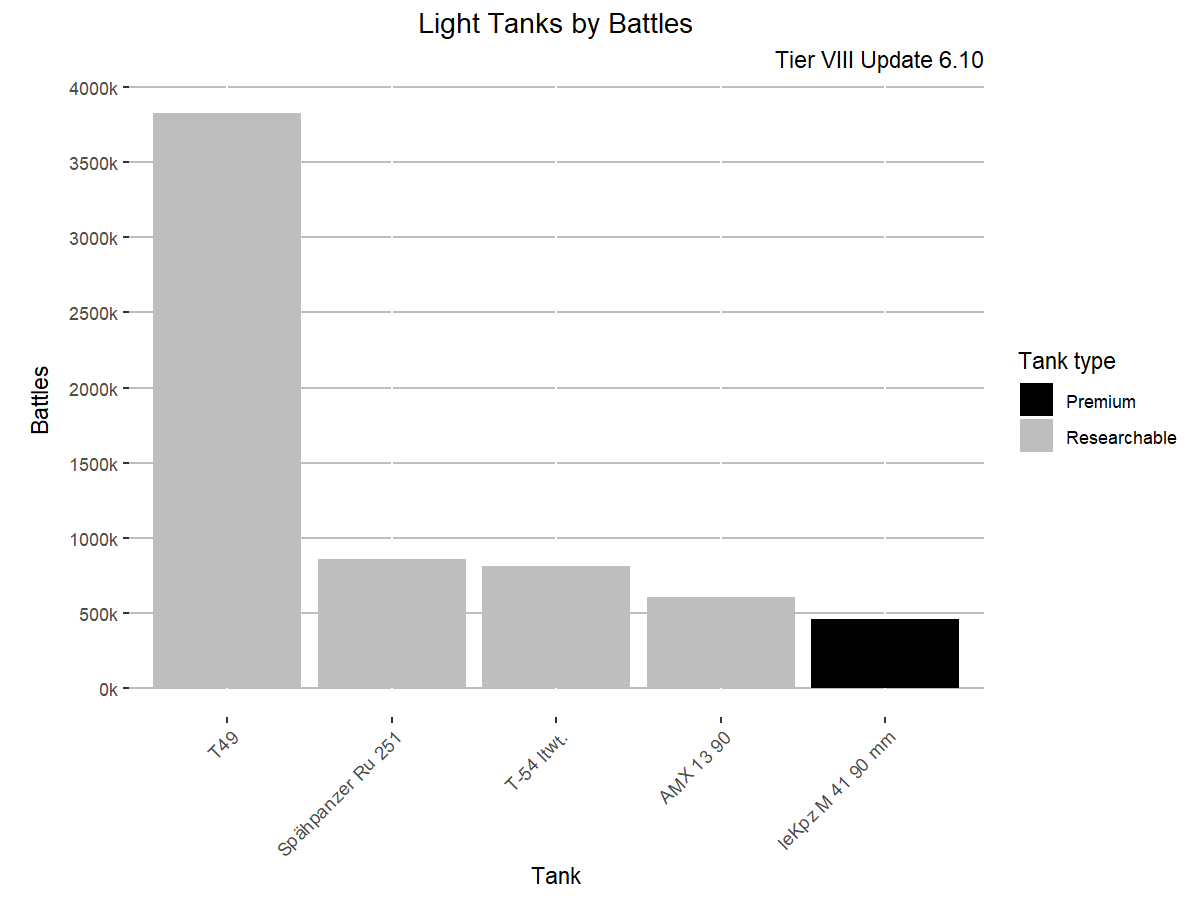 Light Tanks by Battles
Tier VIII Update 6.10
Battles
4000k
3500k
3000k
2500k
2000k
1500k
1000k
500k
0k
T49
Spähpanzer Ru 251
T-54 ltwt.
AMX 13 90
leKpz M 41 90 mm
Tank
Tank type
Premium
Researchable